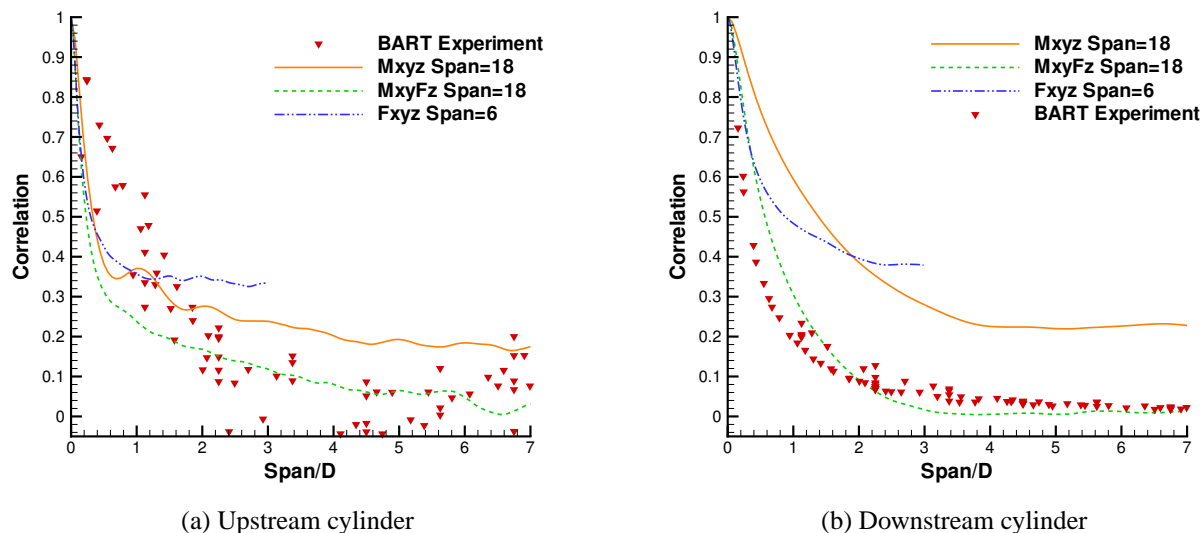 1
0.9
0.8
0.7
0.6
0.5
0.4
0.3
0.2
0.1
0
Correlation
BART Experiment
Mxyz Span=18
MxyFz Span=18
Fxyz Span=6
0 1 2 3 4 5 6 7
Span/D
(a) Upstream cylinder
1
0.9
0.8
0.7
0.6
0.5
0.4
0.3
0.2
0.1
0
Correlation
Mxyz Span=18
MxyFz Span=18
Fxyz Span=6
BART Experiment
0 1 2 3 4 5 6 7
Span/D
(b) Downstream cylinder